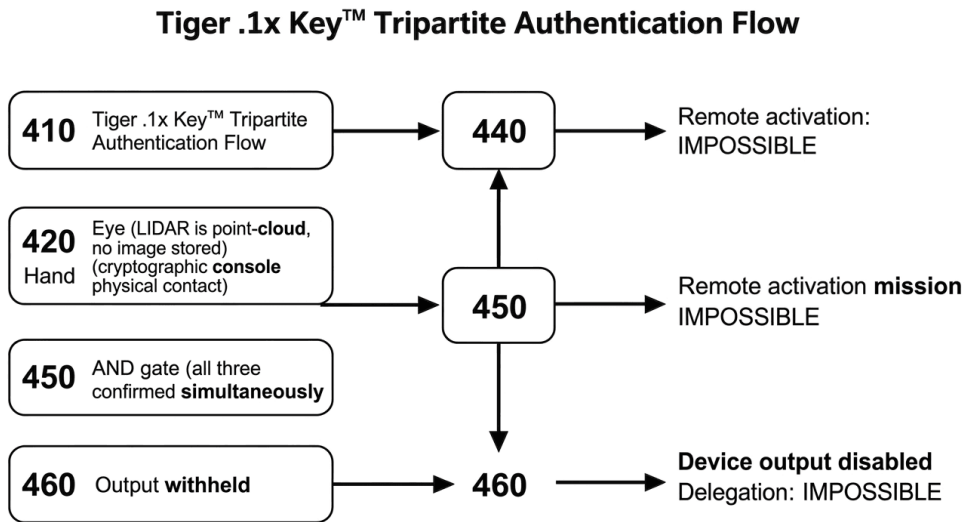 Tiger .1x Key™ Tripartite Authentication Flow
410 Tiger .1x Key™ Tripartite
Authentication Flow
440
Remote activation:
IMPOSSIBLE
420 Eye (LIDAR is point-cloud,
no image stored)
Hand (cryptographic console
physical contact)
450
Remote activation mission
IMPOSSIBLE
450 AND gate (all three
confirmed simultaneously
460 Output withheld
460
Device output disabled
Delegation: IMPOSSIBLE